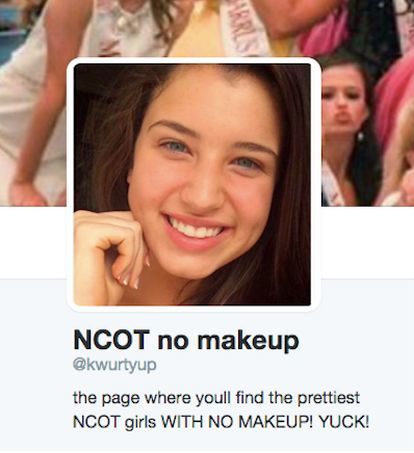 NCOT no makeup
@kwurtyup
the page where youll find the prettiest
NCOT girls WITH NO MAKEUP! YUCK!